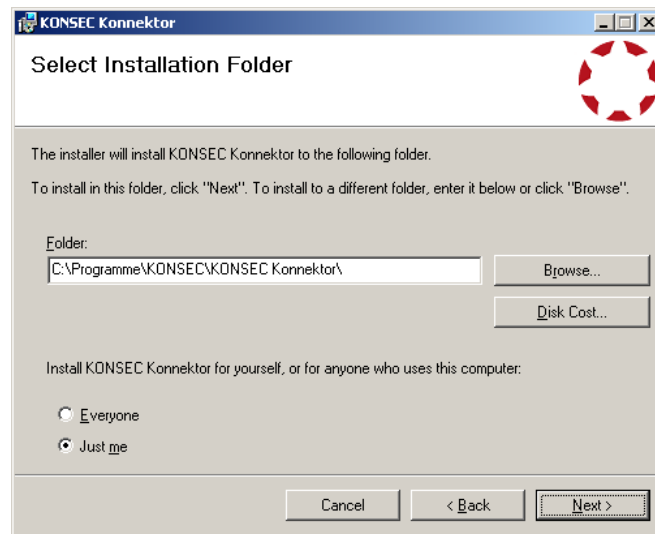 KONSEC Konnektor
Select Installation Folder
The installer will install KONSEC Konnektor to the following folder.
To install in this folder, click "Next". To install to a different folder, enter it below or click "Browse".
Folder:
C:\Programme\KONSEC\KONSEC Konnektor\
Browse...
Disk Cost...
Install KONSEC Konnektor for yourself, or for anyone who uses this computer:
Everyone
Just me
Cancel
< Back
Next >